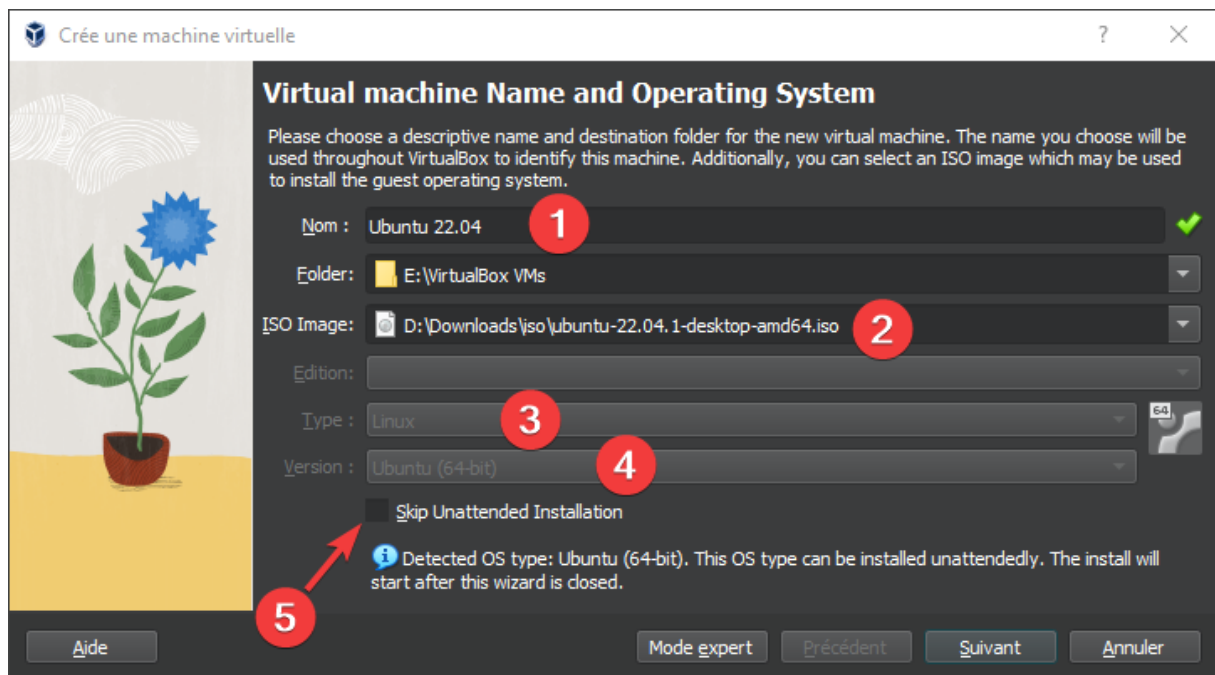 Crée une machine virtuelle
?
Virtual machine Name and Operating System
Please choose a descriptive name and destination folder for the new virtual machine. The name you choose will be
used throughout VirtualBox to identify this machine. Additionally, you can select an ISO image which may be used
to install the guest operating system.
Nom : Ubuntu 22.04 1
Folder: E:\VirtualBox VMs
ISO Image: D:\Downloads\iso\ubuntu-22.04.1-desktop-amd64.iso 2
Edition:
Type : Linux 3 64
Version : Ubuntu (64-bit) 4
Skip Unattended Installation
Detected OS type: Ubuntu (64-bit). This OS type can be installed unattendedly. The install will
start after this wizard is closed.
5
Aide Mode expert Précédent Suivant Annuler